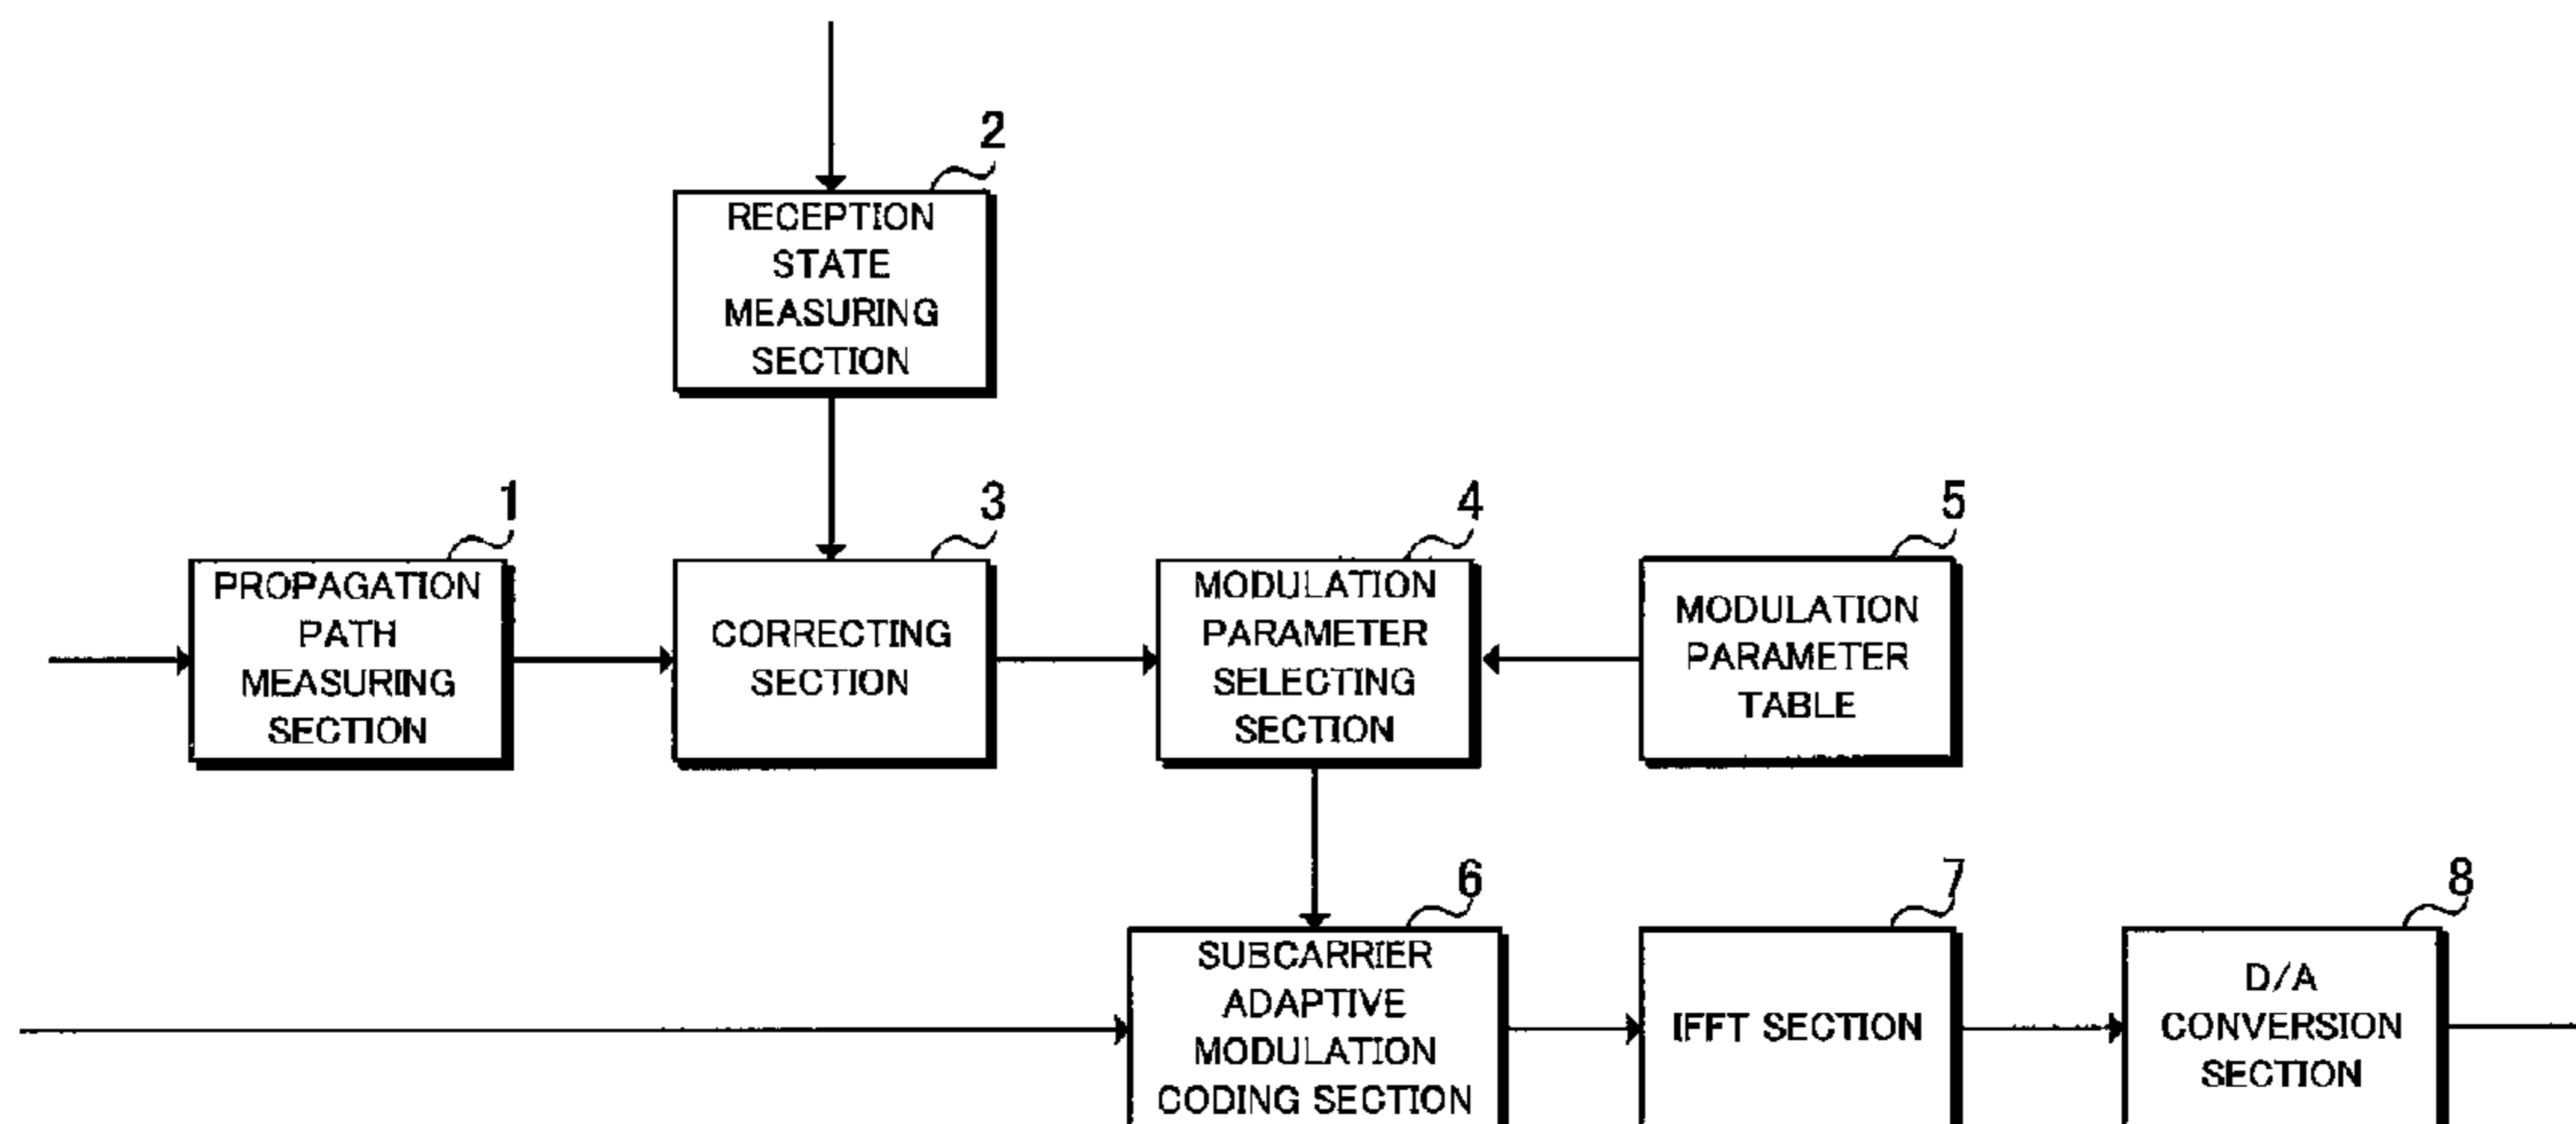 2
RECEPTION
STATE
MEASURING
SECTION
1
PROPAGATION
PATH
MEASURING
SECTION
3
CORRECTING
SECTION
4
MODULATION
PARAMETER
SELECTING
SECTION
5
MODULATION
PARAMETER
TABLE
6
SUBCARRIER
ADAPTIVE
MODULATION
CODING SECTION
7
IFFT SECTION
8
D/A
CONVERSION
SECTION